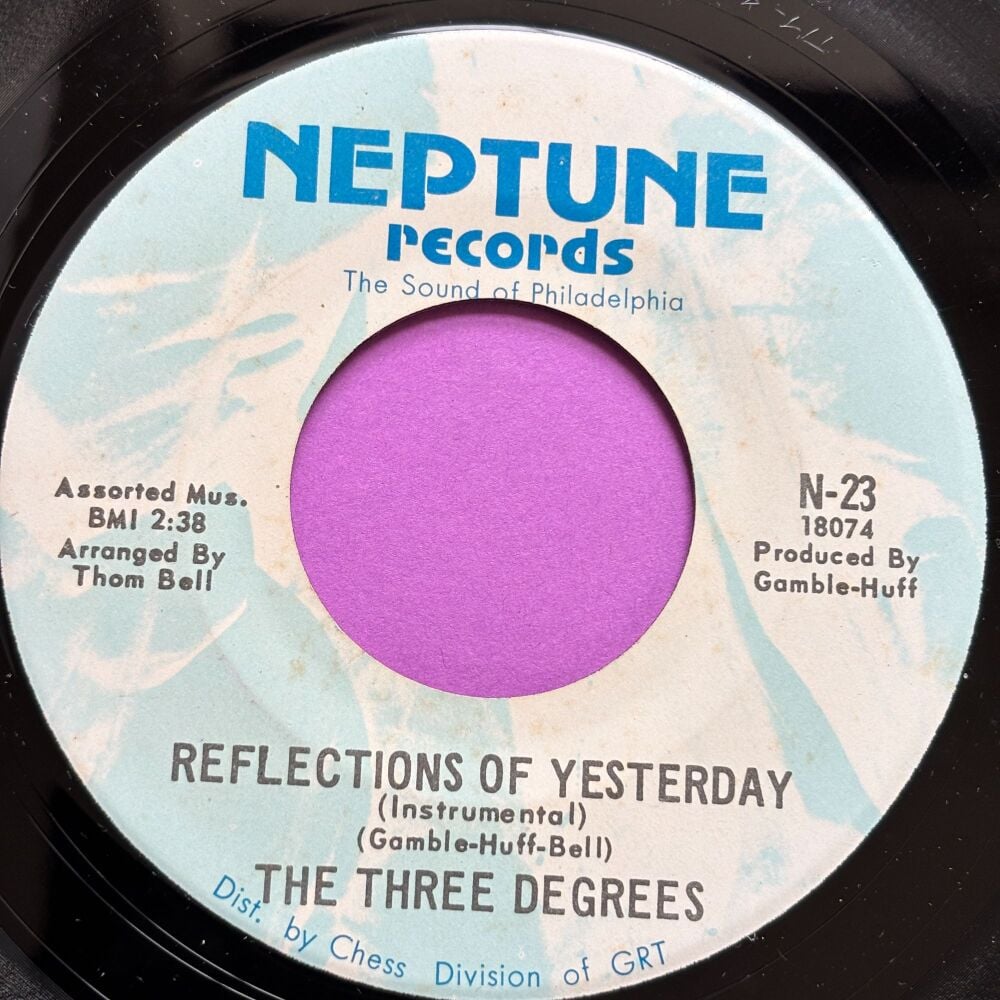 NEPTUNE
records
The Sound of Philadelphia
Assorted Mus.
BMI 2:38
Arranged By
Thom Bell
N-23
18074
Produced By
Gamble-Huff
REFLECTIONS OF YESTERDAY
(Instrumental)
(Gamble-Huff-Bell)
THE THREE DEGREES
Dist. by Chess Division of GRT